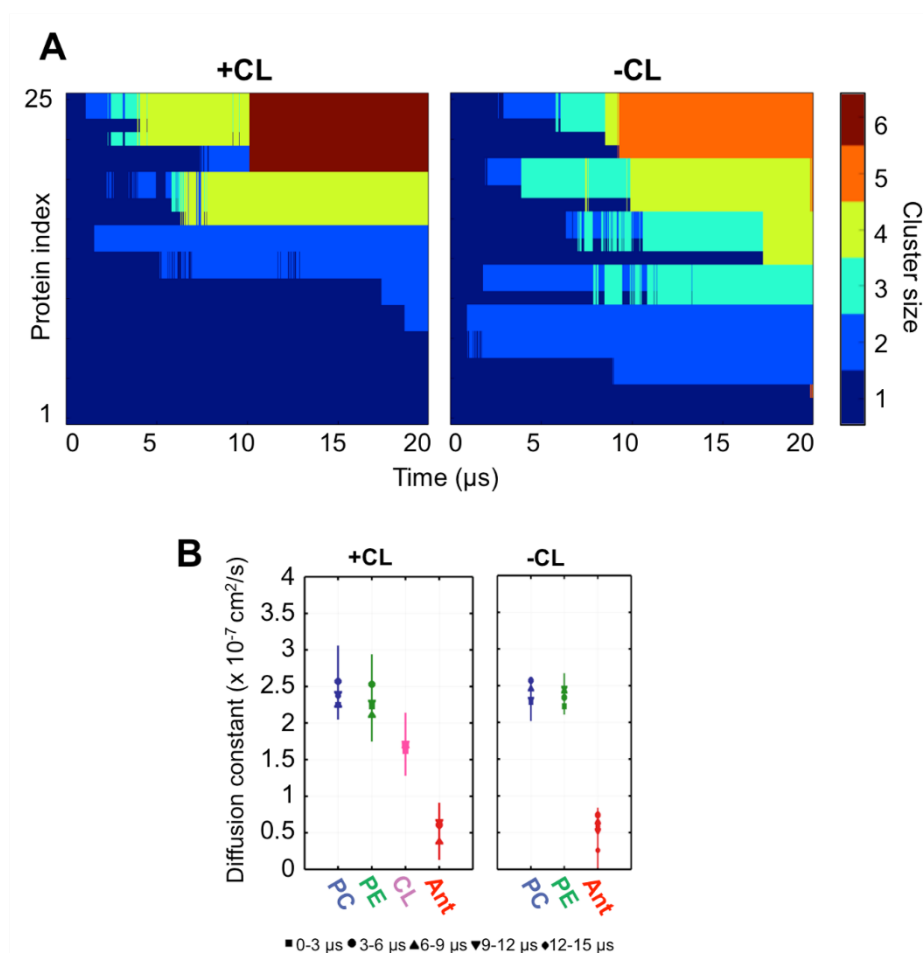 A
+CL
-CL
25
Protein index
1
0 5 10 15 20
0 5 10 15 20
Time (μs)
6
5
4
3
2
1
Cluster size
B
+CL
-CL
Diffusion constant (x 10⁻⁷ cm²/s)
4
3.5
3
2.5
2
1.5
1
0.5
0
PC PE CL Ant
PC PE Ant
■ 0-3 μs ● 3-6 μs ▲ 6-9 μs ▼ 9-12 μs ♦ 12-15 μs